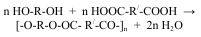 n HO-R-OH + n HOOC-R/-COOH →
[-O-R-O-OC- R/-CO-]n + 2n H2O